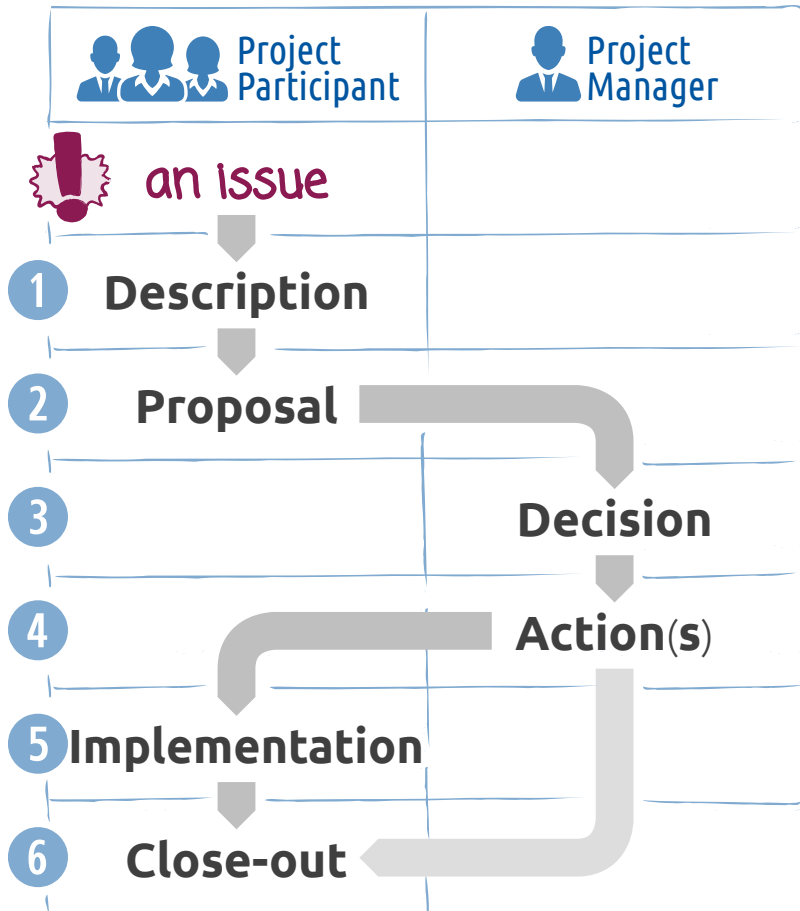 Project
Participant
Project
Manager
an issue
1 Description
2 Proposal
3 Decision
4 Action(s)
5 Implementation
6 Close-out